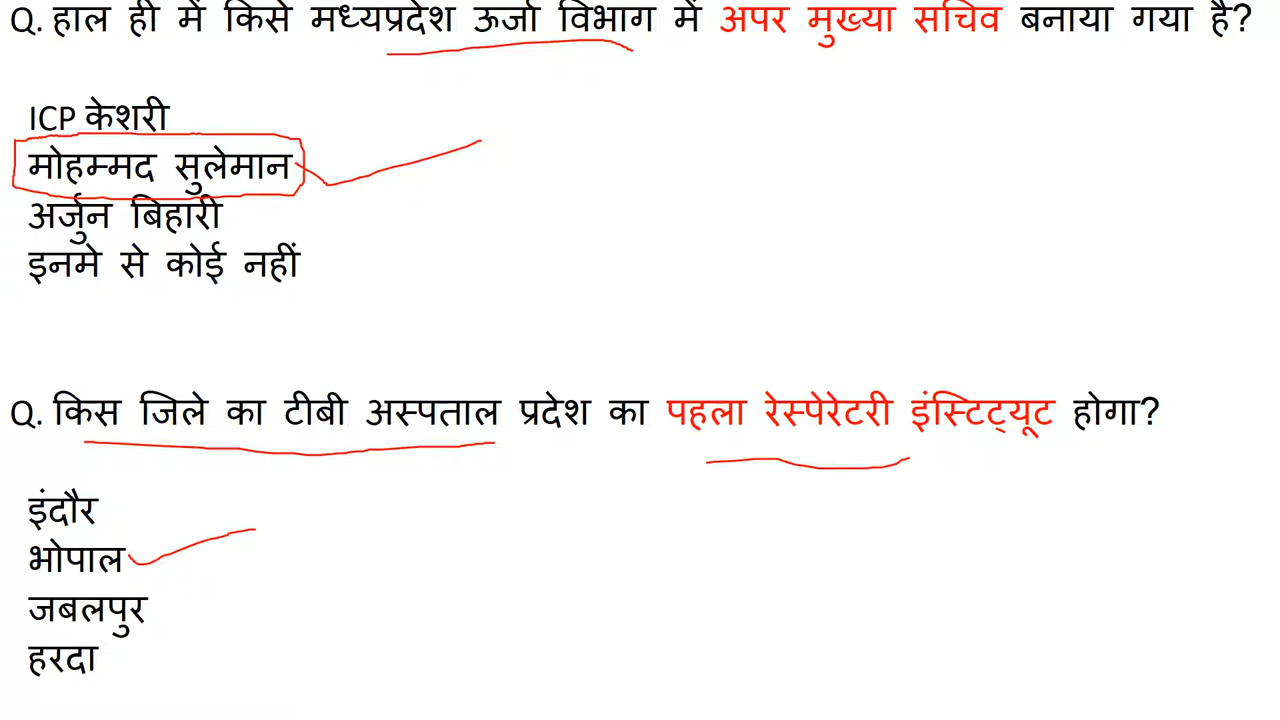 Q. हाल ही में किसे मध्यप्रदेश ऊर्जा विभाग में अपर मुख्या सचिव बनाया गया है?
ICP केशरी
मोहम्मद सुलेमान
अर्जुन बिहारी
इनमे से कोई नहीं
Q. किस जिले का टीबी अस्पताल प्रदेश का पहला रेस्पेरेटरी इंस्टिट्यूट होगा?
इंदौर
भोपाल
जबलपुर
हरदा